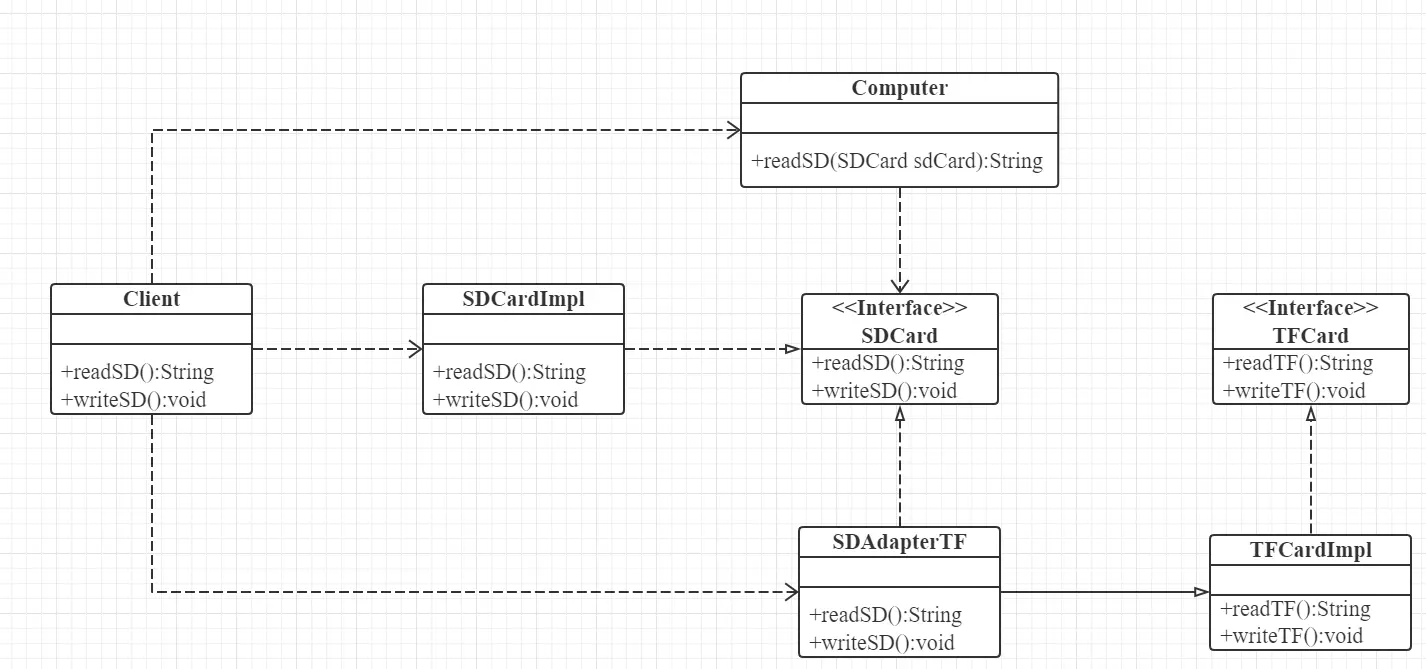 Computer
+readSD(SDCard sdCard):String
Client
+readSD():String
+writeSD():void
SDCardImpl
+readSD():String
+writeSD():void
<<Interface>>
SDCard
+readSD():String
+writeSD():void
<<Interface>>
TFCard
+readTF():String
+writeTF():void
SDAdapterTF
+readSD():String
+writeSD():void
TFCardImpl
+readTF():String
+writeTF():void